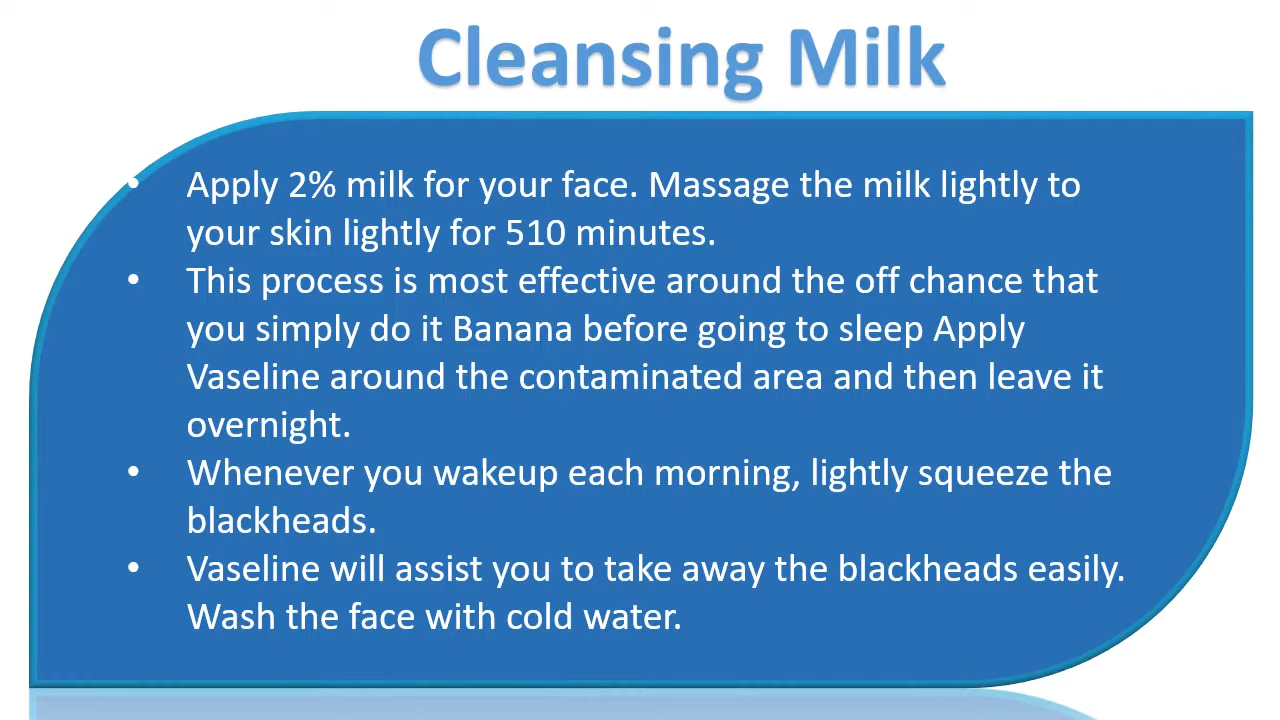 Cleansing Milk
• Apply 2% milk for your face. Massage the milk lightly to
your skin lightly for 510 minutes.
• This process is most effective around the off chance that
you simply do it Banana before going to sleep Apply
Vaseline around the contaminated area and then leave it
overnight.
• Whenever you wakeup each morning, lightly squeeze the
blackheads.
• Vaseline will assist you to take away the blackheads easily.
Wash the face with cold water.